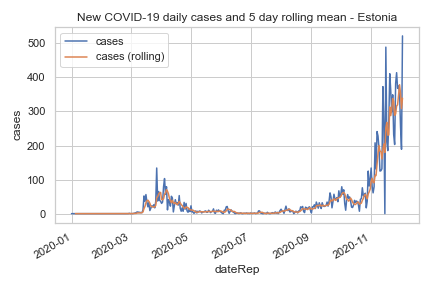 New COVID-19 daily cases and 5 day rolling mean - Estonia
cases
cases (rolling)
cases
500
400
300
200
100
0
2020-01
2020-03
2020-05
2020-07
2020-09
2020-11
dateRep